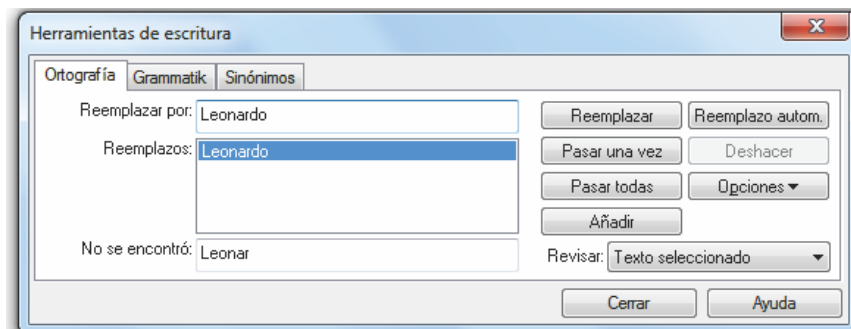 Herramientas de escritura
Ortografía Grammatik Sinónimos
Reemplazar por: Leonardo Reemplazar Reemplazo autom.
Reemplazos: Leonardo Pasar una vez Deshacer
Pasar todas Opciones
Añadir
No se encontró: Leonar Revisar: Texto seleccionado
Cerrar Ayuda